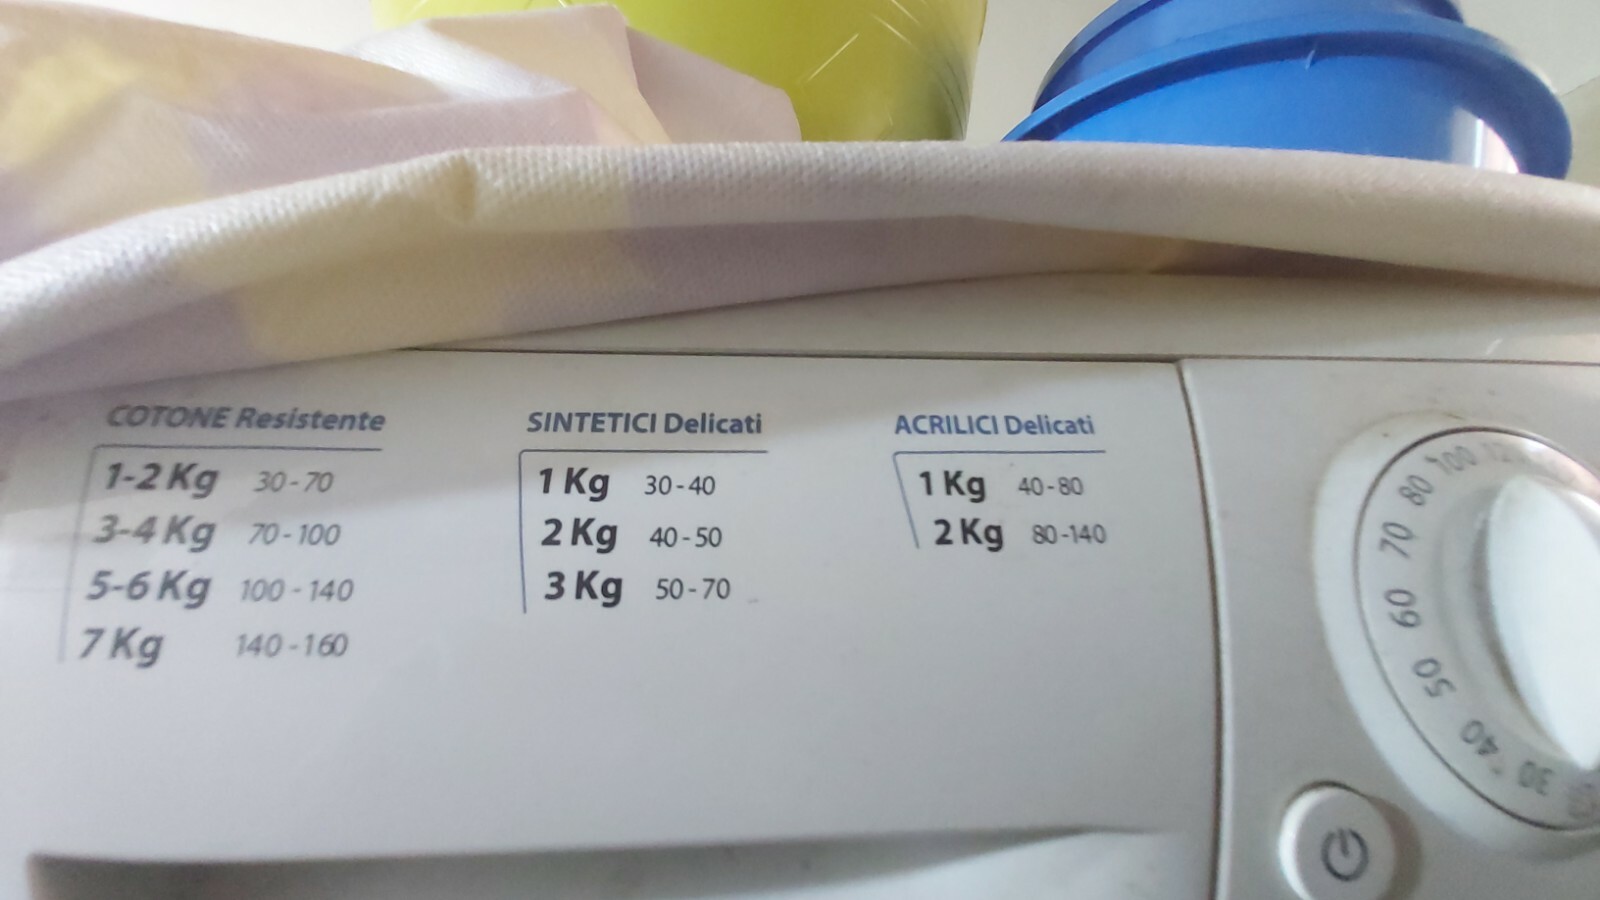 COTONE Resistente
1-2 Kg 30-70
3-4 Kg 70-100
5-6 Kg 100-140
7 Kg 140-160
SINTETICI Delicati
1 Kg 30-40
2 Kg 40-50
3 Kg 50-70
ACRILICI Delicati
1 Kg 40-80
2 Kg 80-140
100
80
70
60
50
40
30